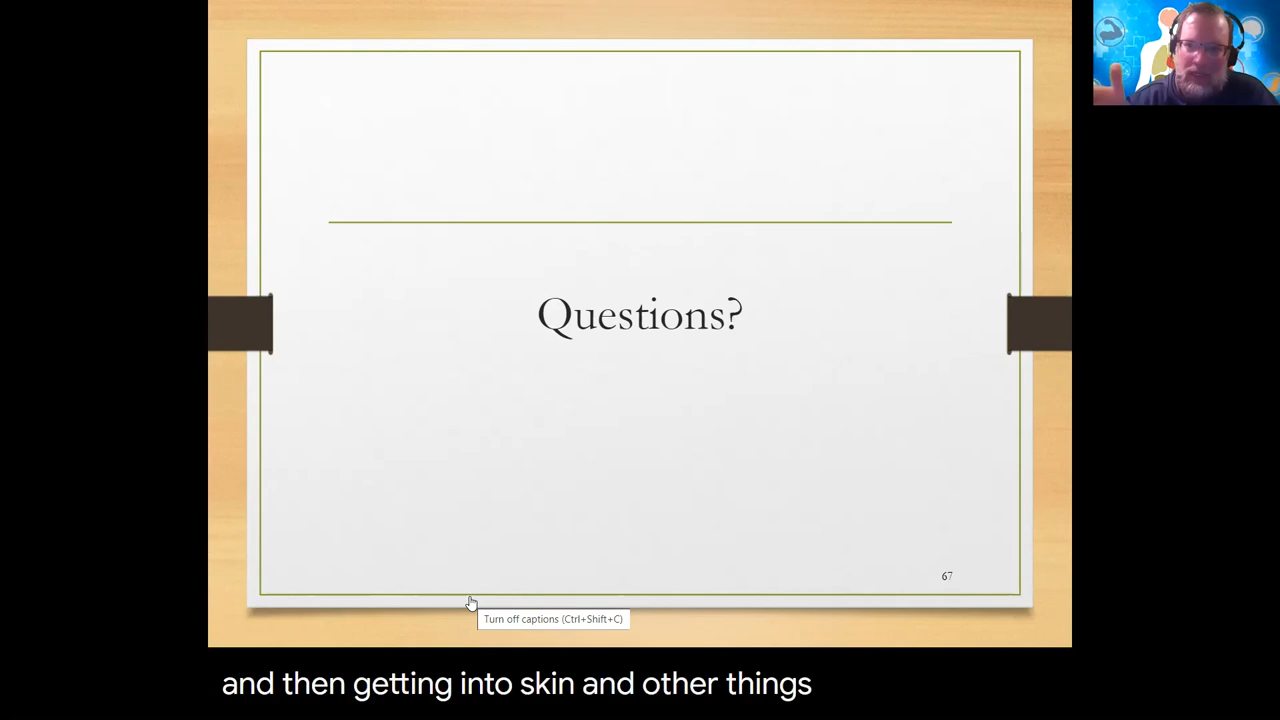 Questions?
67
Turn off captions (Ctrl+Shift+C)
and then getting into skin and other things